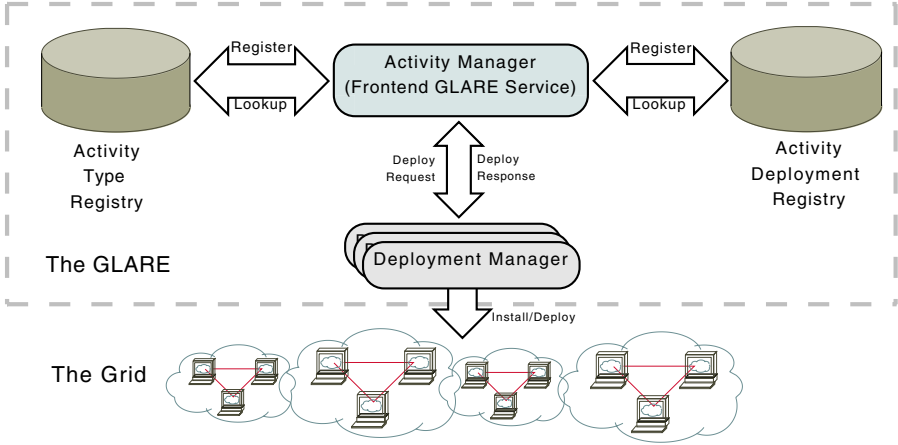 Register
Lookup
Activity Manager
(Frontend GLARE Service)
Register
Lookup
Activity
Type
Registry
Deploy
Request
Deploy
Response
Activity
Deployment
Registry
Deployment Manager
The GLARE
Install/Deploy
The Grid